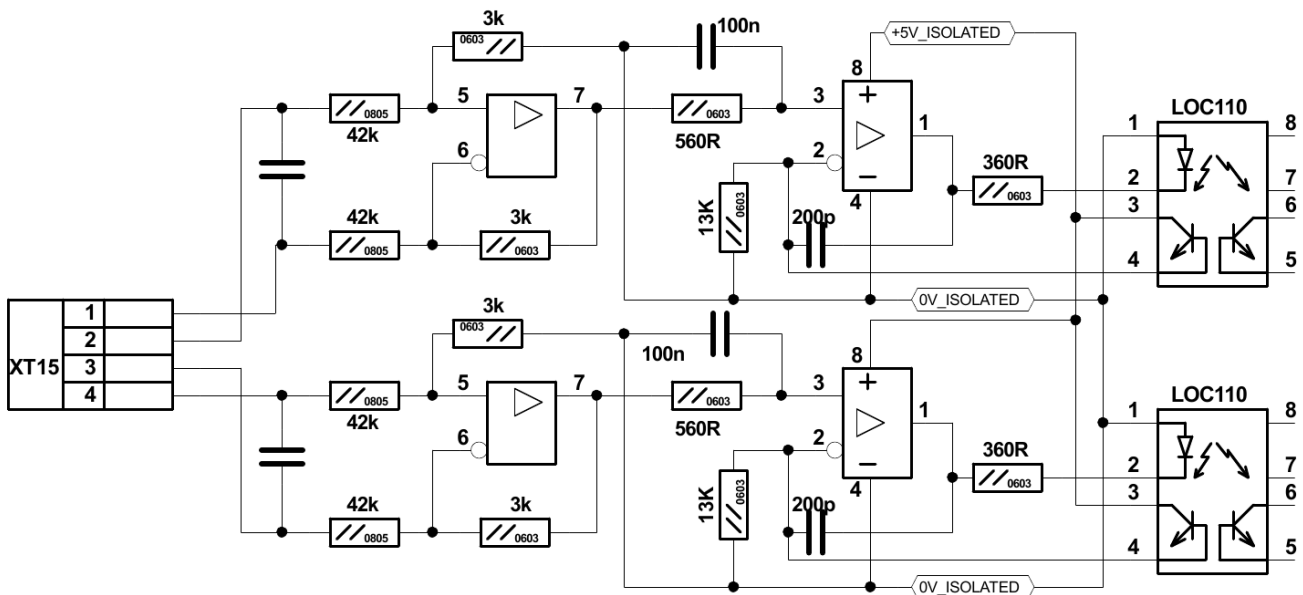 3k
0603
100n
+5V_ISOLATED
8
LOC110
0805
42k
5
7
6
0603
560R
3
2
1
4
360R
0603
1
2
3
4
8
7
6
5
42k
0805
3k
0603
13K
0603
200p
0V_ISOLATED
XT15
1
2
3
4
3k
0603
100n
8
LOC110
0805
42k
5
7
6
0603
560R
3
2
1
4
360R
0603
1
2
3
4
8
7
6
5
42k
0805
3k
0603
13K
0603
200p
0V_ISOLATED